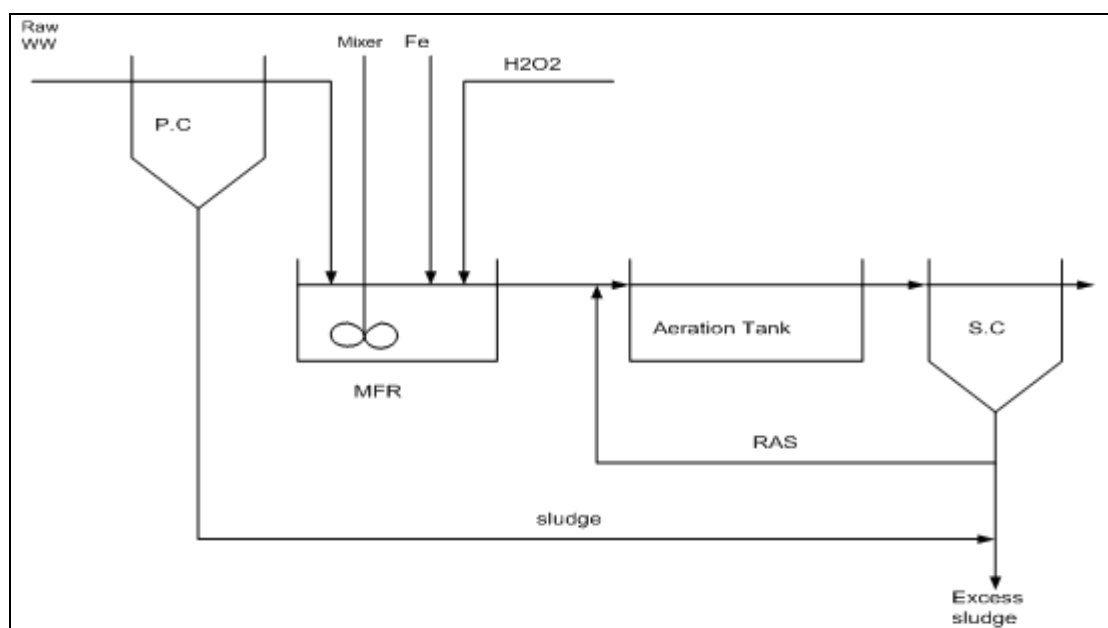 Raw
WW
Mixer
Fe
H2O2
P.C
Aeration Tank
S.C
MFR
RAS
sludge
Excess
sludge